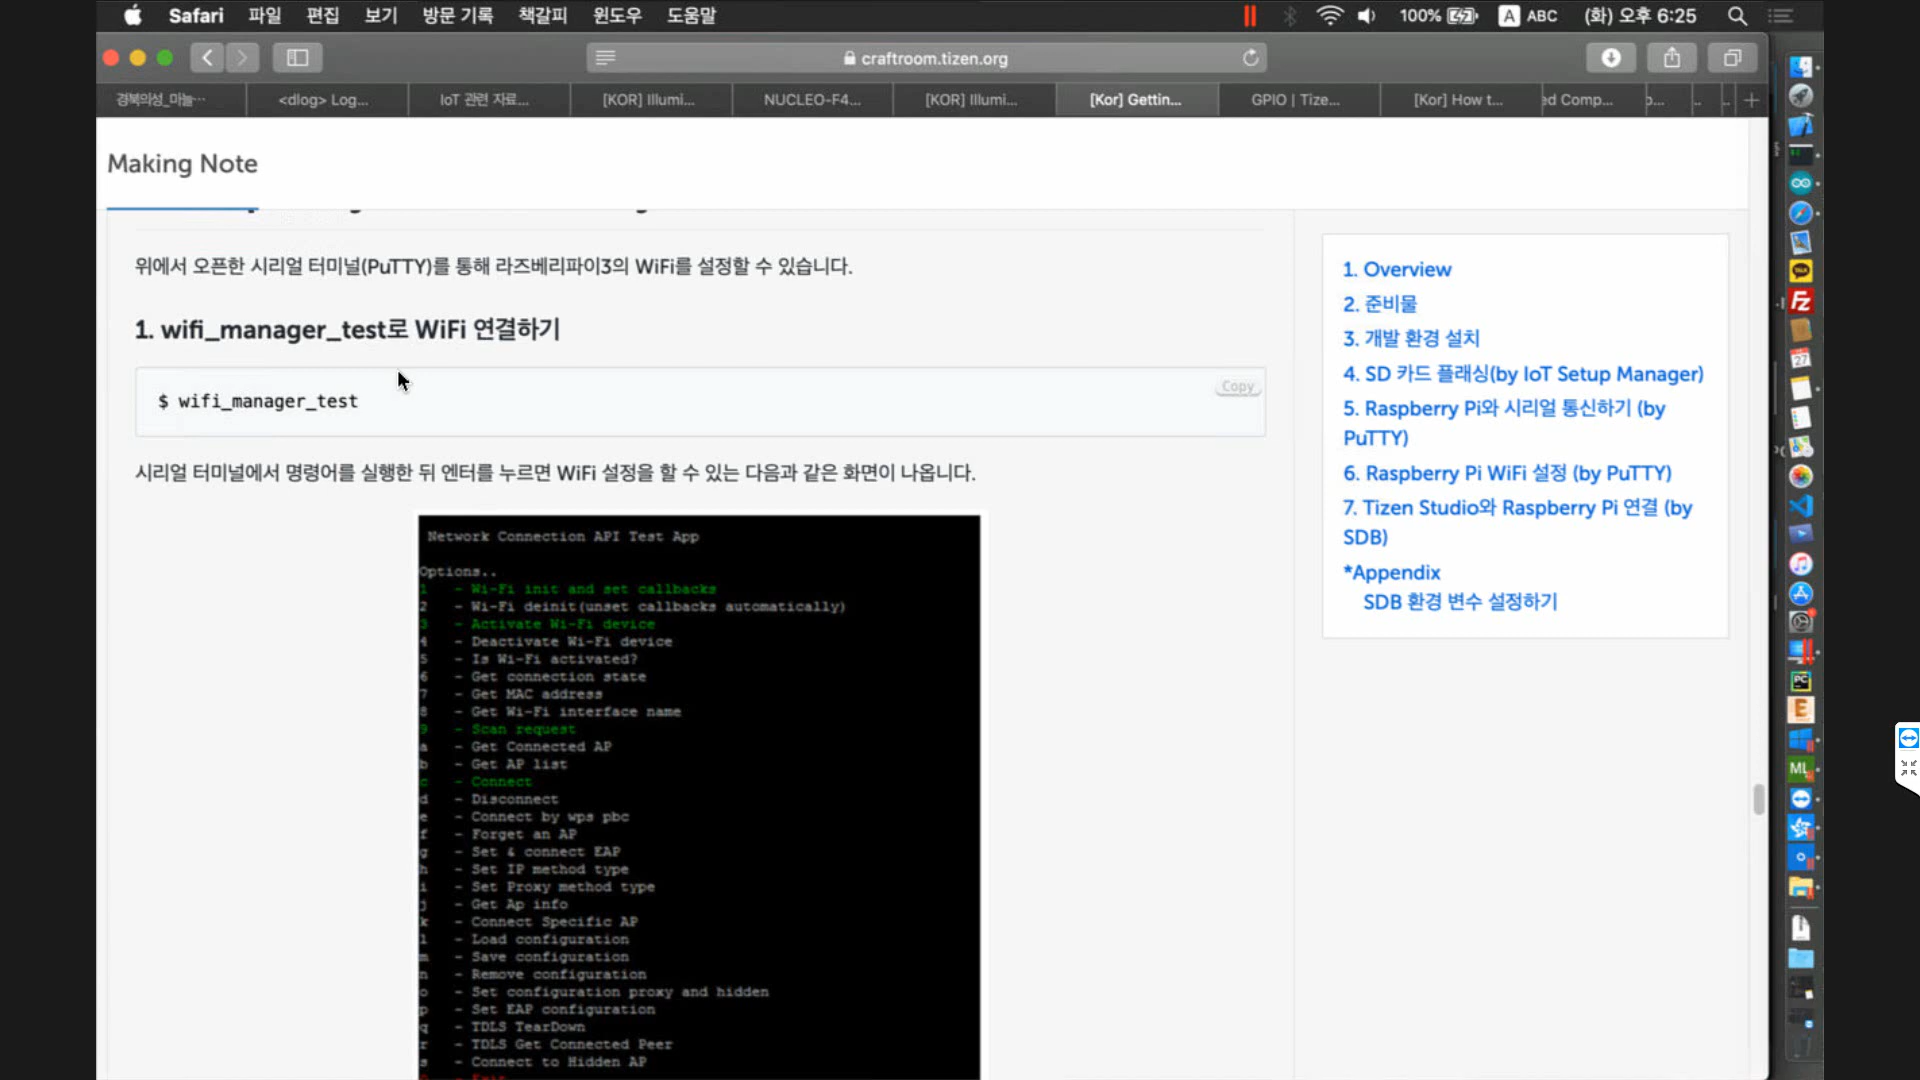 Safari 파일 편집 보기 방문 기록 책갈피 윈도우 도움말 100% A ABC (화) 오후 6:25
craftroom.tizen.org
경북의성_마늘… <dlog> Log... IoT 관련 자료... [KOR] Illumi... NUCLEO-F4... [KOR] Illumi... [Kor] Gettin... GPIO | Tize... [Kor] How t... ed Comp...
Making Note
위에서 오픈한 시리얼 터미널(PuTTY)를 통해 라즈베리파이3의 WiFi를 설정할 수 있습니다.
1. wifi_manager_test로 WiFi 연결하기
Copy
$ wifi_manager_test
시리얼 터미널에서 명령어를 실행한 뒤 엔터를 누르면 WiFi 설정을 할 수 있는 다음과 같은 화면이 나옵니다.
Network Connection API Test App
Options..
1 - Wi-Fi init and set callbacks
2 - Wi-Fi deinit(unset callbacks automatically)
3 - Activate Wi-Fi device
4 - Deactivate Wi-Fi device
5 - Is Wi-Fi activated?
6 - Get connection state
7 - Get MAC address
8 - Get Wi-Fi interface name
9 - Scan request
a - Get Connected AP
b - Get AP list
c - Connect
d - Disconnect
e - Connect by wps pbc
f - Forget an AP
g - Set & connect EAP
h - Set IP method type
i - Set Proxy method type
j - Get Ap info
k - Connect Specific AP
l - Load configuration
m - Save configuration
n - Remove configuration
o - Set configuration proxy and hidden
p - Set EAP configuration
q - TDLS TearDown
r - TDLS Get Connected Peer
s - Connect to Hidden AP
0 - Exit
1. Overview
2. 준비물
3. 개발 환경 설치
4. SD 카드 플래싱(by IoT Setup Manager)
5. Raspberry Pi와 시리얼 통신하기 (by
PuTTY)
6. Raspberry Pi WiFi 설정 (by PuTTY)
7. Tizen Studio와 Raspberry Pi 연결 (by
SDB)
*Appendix
SDB 환경 변수 설정하기